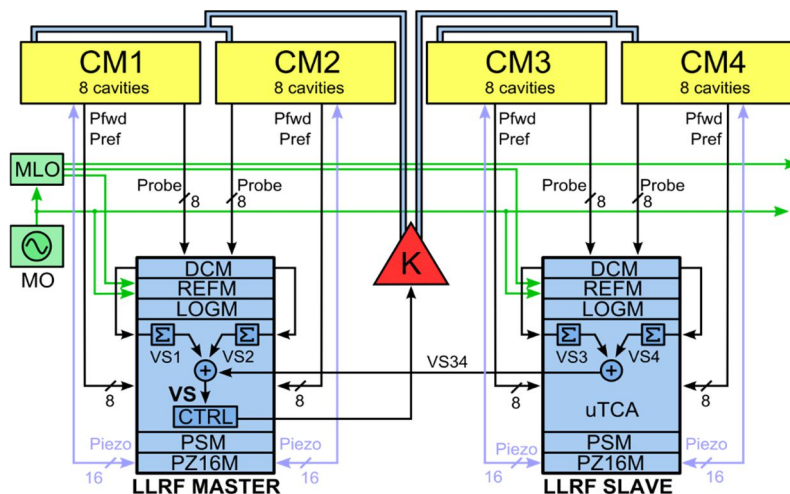 CM1
8 cavities
CM2
8 cavities
CM3
8 cavities
CM4
8 cavities
Pfwd
Pref
Pfwd
Pref
Pfwd
Pref
Pfwd
Pref
MLO
Probe
8
Probe
8
Probe
8
Probe
8
MO
K
DCM
REFM
LOGM
Σ
Σ
VS1
VS2
+
VS
CTRL
8
8
PSM
PZ16M
Piezo
16
Piezo
16
LLRF MASTER
VS34
DCM
REFM
LOGM
Σ
Σ
VS3
VS4
+
uTCA
8
8
PSM
PZ16M
Piezo
16
Piezo
16
LLRF SLAVE